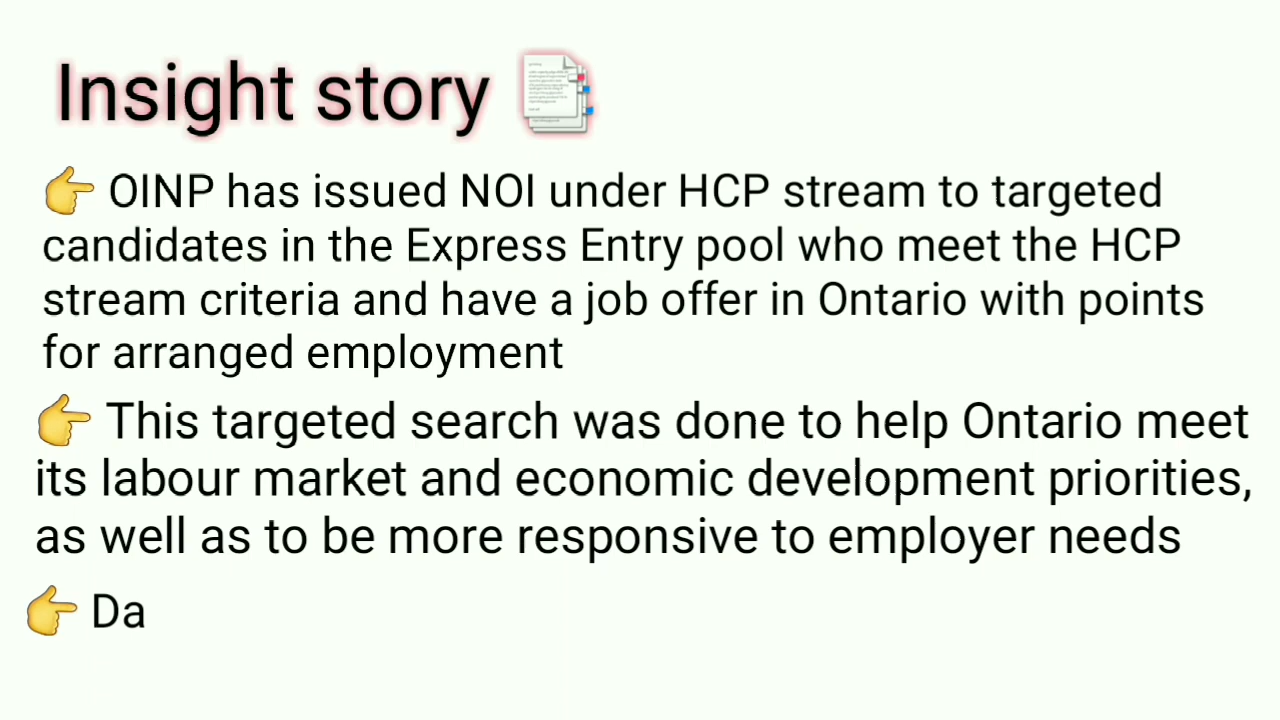 Insight story 📑
👉 OINP has issued NOI under HCP stream to targeted
candidates in the Express Entry pool who meet the HCP
stream criteria and have a job offer in Ontario with points
for arranged employment
👉 This targeted search was done to help Ontario meet
its labour market and economic development priorities,
as well as to be more responsive to employer needs
👉 Da